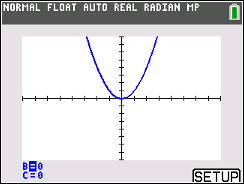 NORMAL FLOAT AUTO REAL RADIAN MP
B=0
C=0
SETUP